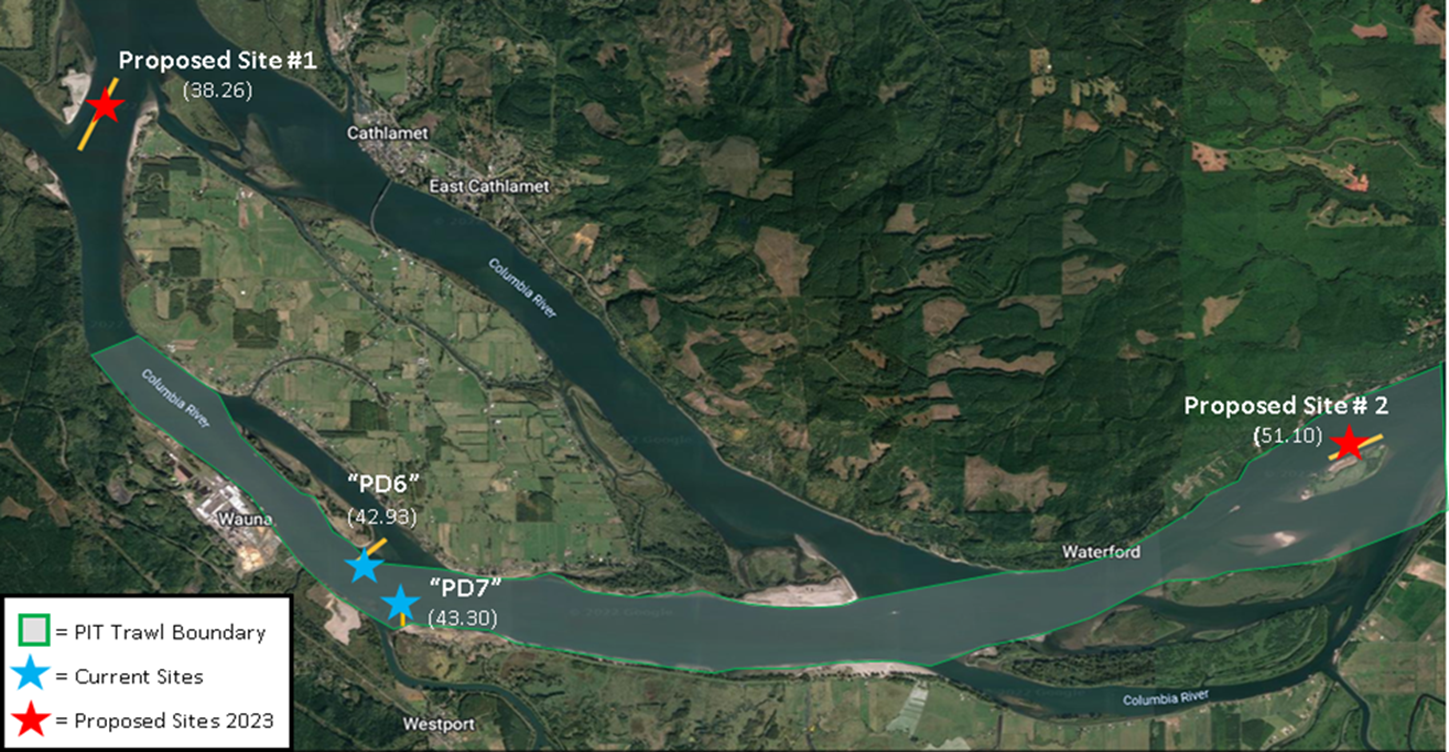 Proposed Site #1
(38.26)
Cathlamet
East Cathlamet
Columbia River
Proposed Site # 2
(51.10)
Columbia River
"PD6"
(42.93)
Wauna
Waterford
"PD7"
(43.30)
= PIT Trawl Boundary
= Current Sites
= Proposed Sites 2023
Westport
Columbia River